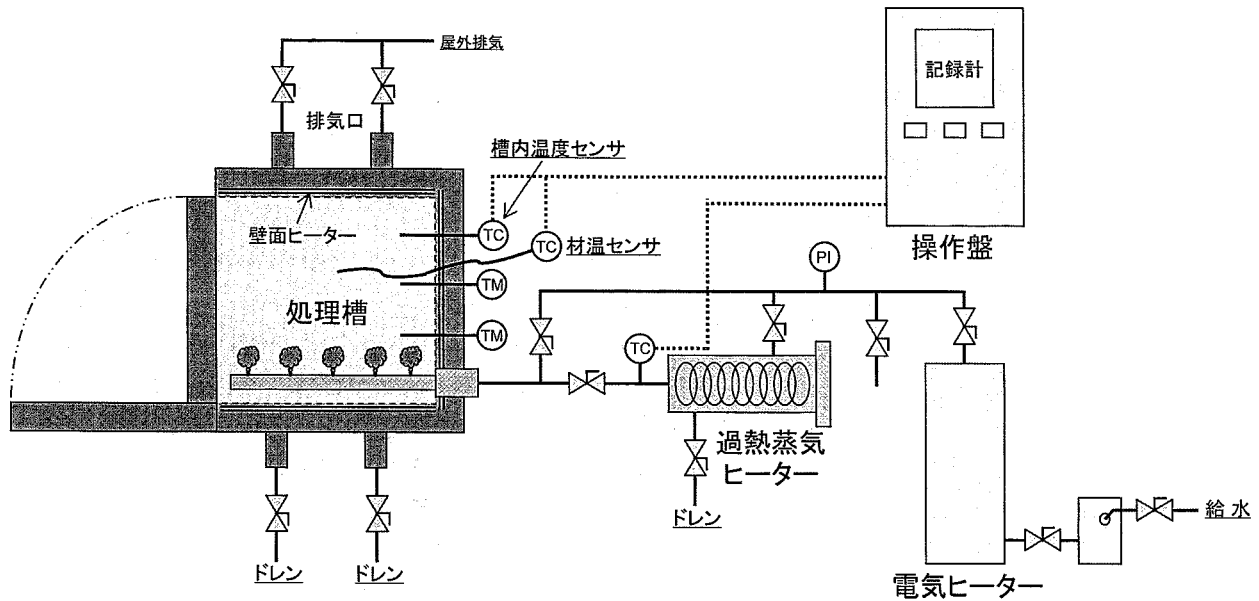 屋外排気
記録計
排気口
槽内温度センサ
壁面ヒーター
TC
TC
材温センサ
操作盤
PI
TM
処理槽
TM
TC
過熱蒸気
ヒーター
ドレン
給水
ドレン
ドレン
電気ヒーター